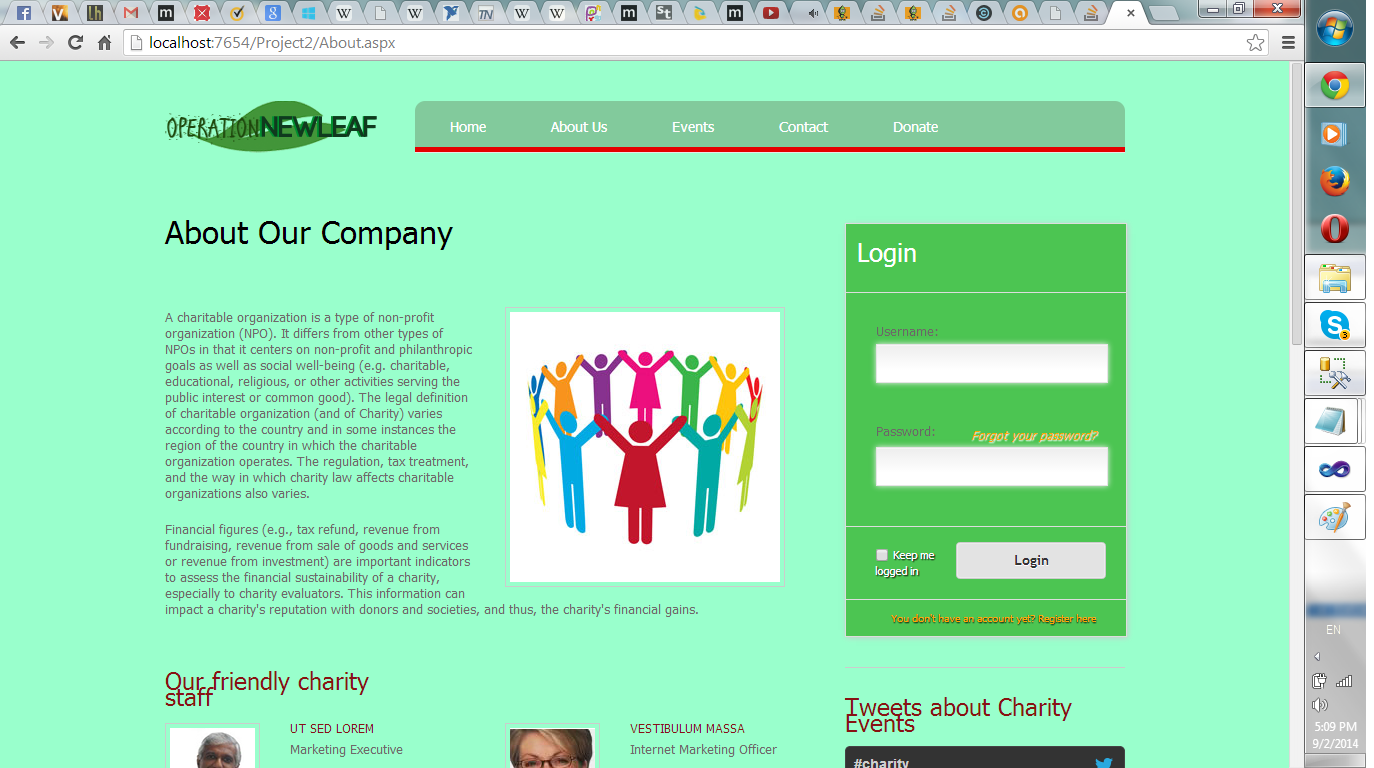 localhost:7654/Project2/About.aspx
OPERATION NEWLEAF
Home About Us Events Contact Donate
About Our Company
A charitable organization is a type of non-profit
organization (NPO). It differs from other types of
NPOs in that it centers on non-profit and philanthropic
goals as well as social well-being (e.g. charitable,
educational, religious, or other activities serving the
public interest or common good). The legal definition
of charitable organization (and of Charity) varies
according to the country and in some instances the
region of the country in which the charitable
organization operates. The regulation, tax treatment,
and the way in which charity law affects charitable
organizations also varies.
Financial figures (e.g., tax refund, revenue from
fundraising, revenue from sale of goods and services
or revenue from investment) are important indicators
to assess the financial sustainability of a charity,
especially to charity evaluators. This information can
impact a charity's reputation with donors and societies, and thus, the charity's financial gains.
Our friendly charity
staff
UT SED LOREM
Marketing Executive
VESTIBULUM MASSA
Internet Marketing Officer
Login
Username:
Password:
Forgot your password?
Keep me
logged in
Login
You don't have an account yet? Register here
Tweets about Charity
Events
#charity
3
EN
5:09 PM
9/2/2014